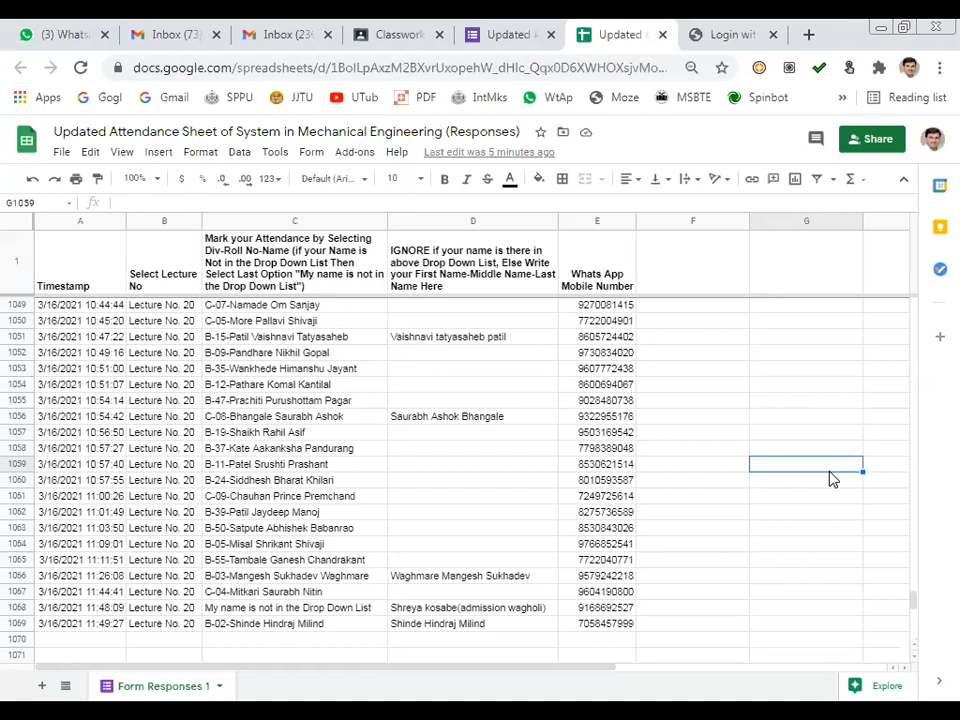 (3) Whats.
Inbox (73)
Inbox (23
Classwork
Updated A
Updated
Login wit
docs.google.com/spreadsheets/d/1BoILpAxzM2BXvrUxopehW_dHlc_Qqx0D6XWHOXsjvMo...
Apps
Gogl
Gmail
SPPU
JJTU
UTub
PDF
IntMks
WtAp
Moze
MSBTE
Spinbot
Reading list
Updated Attendance Sheet of System in Mechanical Engineering (Responses)
File Edit View Insert Format Data Tools Form Add-ons Help Last edit was 5 minutes ago
Share
100% $ % .0 .00 123 Default (Ari... 10 B I S A
G1059 fx
A B C D E F G
1
Timestamp
Select Lecture
No
Mark your Attendance by Selecting
Div-Roll No-Name (if your Name is
Not in the Drop Down List Then
Select Last Option "My name is not in
the Drop Down List")
IGNORE if your name is there in
above Drop Down List, Else Write
your First Name-Middle Name-Last
Name Here
Whats App
Mobile Number
1049 3/16/2021 10:44:44 Lecture No. 20 C-07-Namade Om Sanjay 9270081415
1050 3/16/2021 10:45:20 Lecture No. 20 C-05-More Pallavi Shivaji 7722004901
1051 3/16/2021 10:47:22 Lecture No. 20 B-15-Patil Vaishnavi Tatyasaheb Vaishnavi tatyasaheb patil 8605724402
1052 3/16/2021 10:49:16 Lecture No. 20 B-09-Pandhare Nikhil Gopal 9730834020
1053 3/16/2021 10:51:00 Lecture No. 20 B-35-Wankhede Himanshu Jayant 9607772438
1054 3/16/2021 10:51:07 Lecture No. 20 B-12-Pathare Komal Kantilal 8600694067
1055 3/16/2021 10:54:14 Lecture No. 20 B-47-Prachiti Purushottam Pagar 9028480738
1056 3/16/2021 10:54:42 Lecture No. 20 C-08-Bhangale Saurabh Ashok Saurabh Ashok Bhangale 9322955176
1057 3/16/2021 10:56:50 Lecture No. 20 B-19-Shaikh Rahil Asif 9503169542
1058 3/16/2021 10:57:27 Lecture No. 20 B-37-Kate Aakanksha Pandurang 7798389048
1059 3/16/2021 10:57:40 Lecture No. 20 B-11-Patel Srushti Prashant 8530621514
1060 3/16/2021 10:57:55 Lecture No. 20 B-24-Siddhesh Barat Khilari 8010593587
1061 3/16/2021 11:00:26 Lecture No. 20 C-09-Chauhan Prince Premchand 7249725614
1062 3/16/2021 11:01:49 Lecture No. 20 B-39-Patil Jaydeep Manoj 8275736589
1063 3/16/2021 11:03:50 Lecture No. 20 B-50-Satpute Abhishek Babanrao 8530843026
1064 3/16/2021 11:09:01 Lecture No. 20 B-05-Misal Shrikant Shivaji 9766852541
1065 3/16/2021 11:11:51 Lecture No. 20 B-55-Tambale Ganesh Chandrakant 7722040771
1066 3/16/2021 11:26:08 Lecture No. 20 B-03-Mangesh Sukhadev Waghmare Waghmare Mangesh Sukhadev 9579242218
1067 3/16/2021 11:44:41 Lecture No. 20 C-04-Mitkari Saurabh Nitin 9604190800
1068 3/16/2021 11:48:09 Lecture No. 20 My name is not in the Drop Down List Shreya kosabe(admission wagholi) 9168692527
1069 3/16/2021 11:49:27 Lecture No. 20 B-02-Shinde Hindraj Milind Shinde Hindraj Milind 7058457999
1070
1071
Form Responses 1
Explore